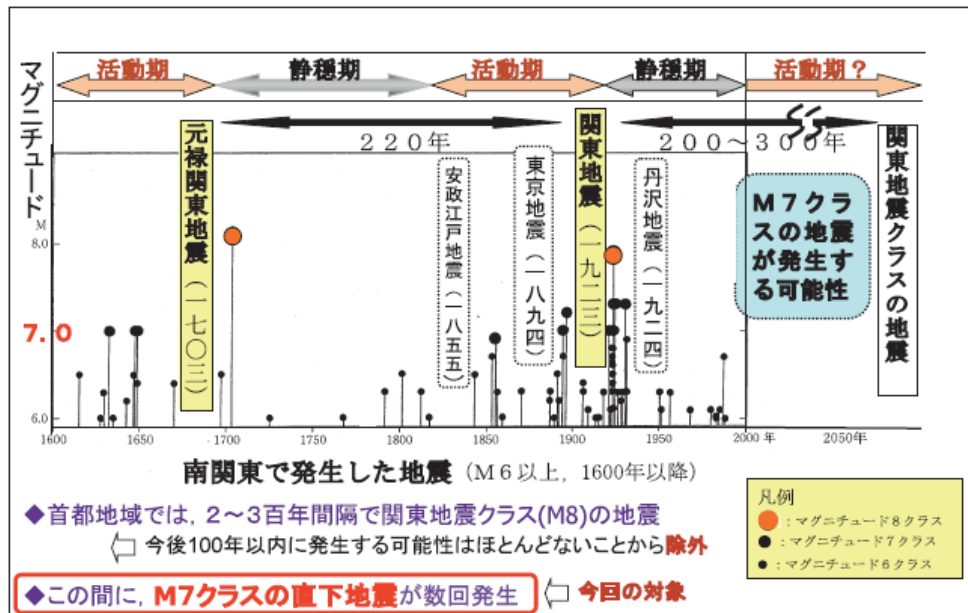 マグニチュード
M
活動期
静穏期
活動期
静穏期
活動期？
220年
200～300年
元禄関東地震（一七〇三）
安政江戸地震（一八五五）
東京地震（一八九四）
関東地震（一九二三）
丹沢地震（一九二四）
M7クラ
スの地震
が発生す
る可能性
関東地震クラスの地震
8.0
7.0
6.0
1600
1650
1700
1750
1800
1850
1900
1950
2000年
2050年
南関東で発生した地震（M6以上，1600年以降）
◆首都地域では，2～3百年間隔で関東地震クラス(M8)の地震
今後100年以内に発生する可能性はほとんどないことから除外
◆この間に，M7クラスの直下地震が数回発生
今回の対象
凡例
：マグニチュード8クラス
：マグニチュード7クラス
：マグニチュード6クラス